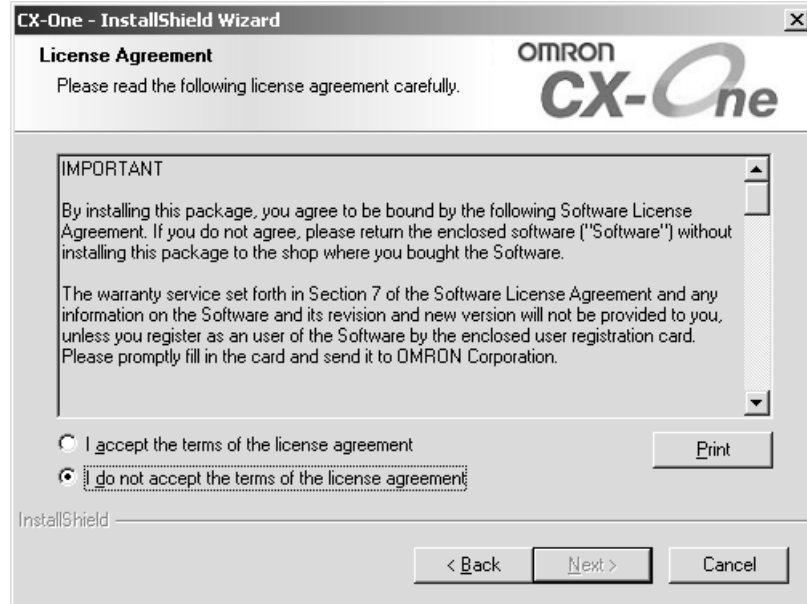 CX-One - InstallShield Wizard
License Agreement
Please read the following license agreement carefully.
OMRON
CX-One
IMPORTANT
By installing this package, you agree to be bound by the following Software License
Agreement. If you do not agree, please return the enclosed software ("Software") without
installing this package to the shop where you bought the Software.
The warranty service set forth in Section 7 of the Software License Agreement and any
information on the Software and its revision and new version will not be provided to you,
unless you register as an user of the Software by the enclosed user registration card.
Please promptly fill in the card and send it to OMRON Corporation.
I accept the terms of the license agreement
Print
I do not accept the terms of the license agreement
InstallShield
< Back
Next >
Cancel